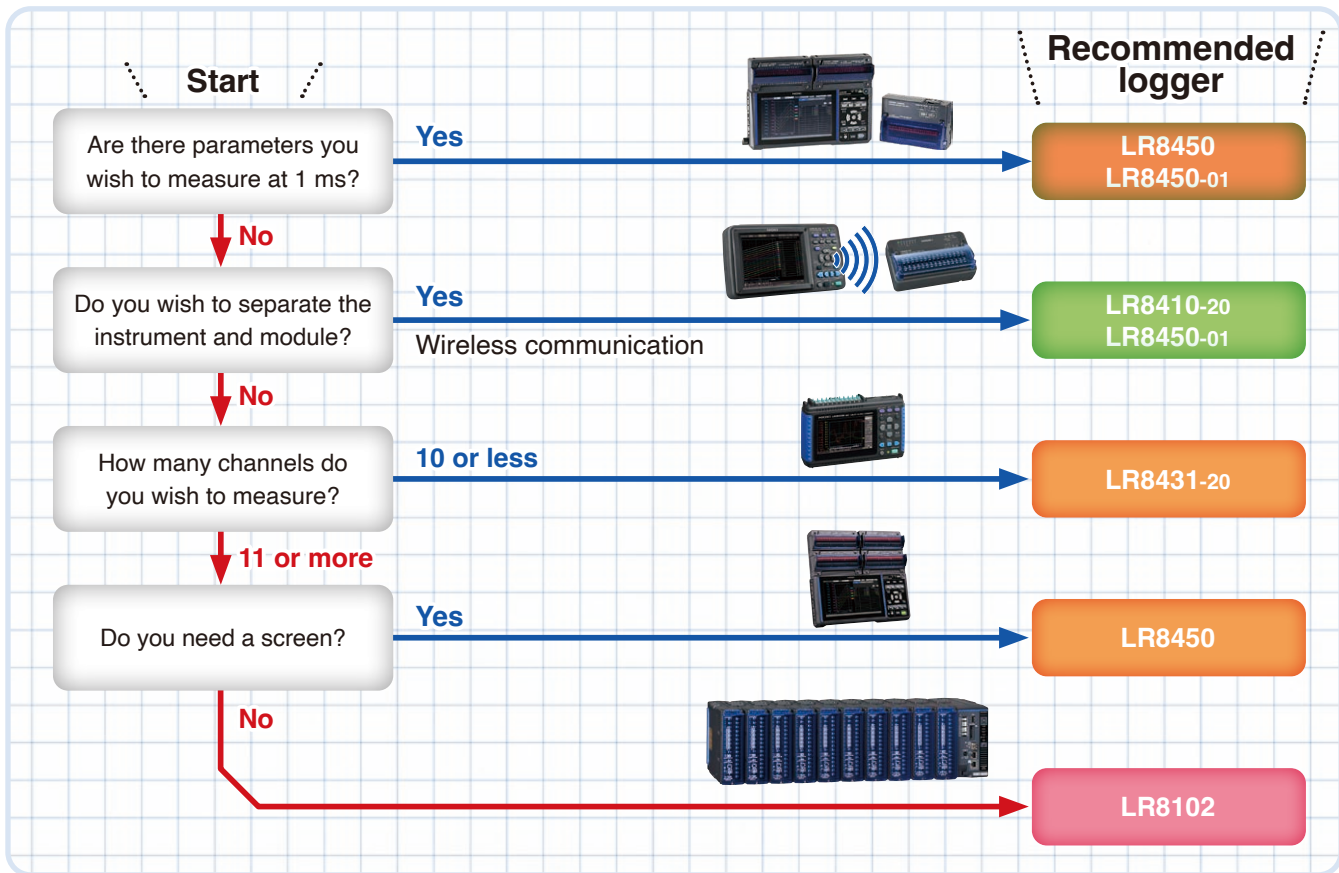 Start
Recommended
logger
Are there parameters you
wish to measure at 1 ms?
Yes
LR8450
LR8450-01
No
Do you wish to separate the
instrument and module?
Yes
Wireless communication
LR8410-20
LR8450-01
No
How many channels do
you wish to measure?
10 or less
LR8431-20
11 or more
Do you need a screen?
Yes
LR8450
No
LR8102